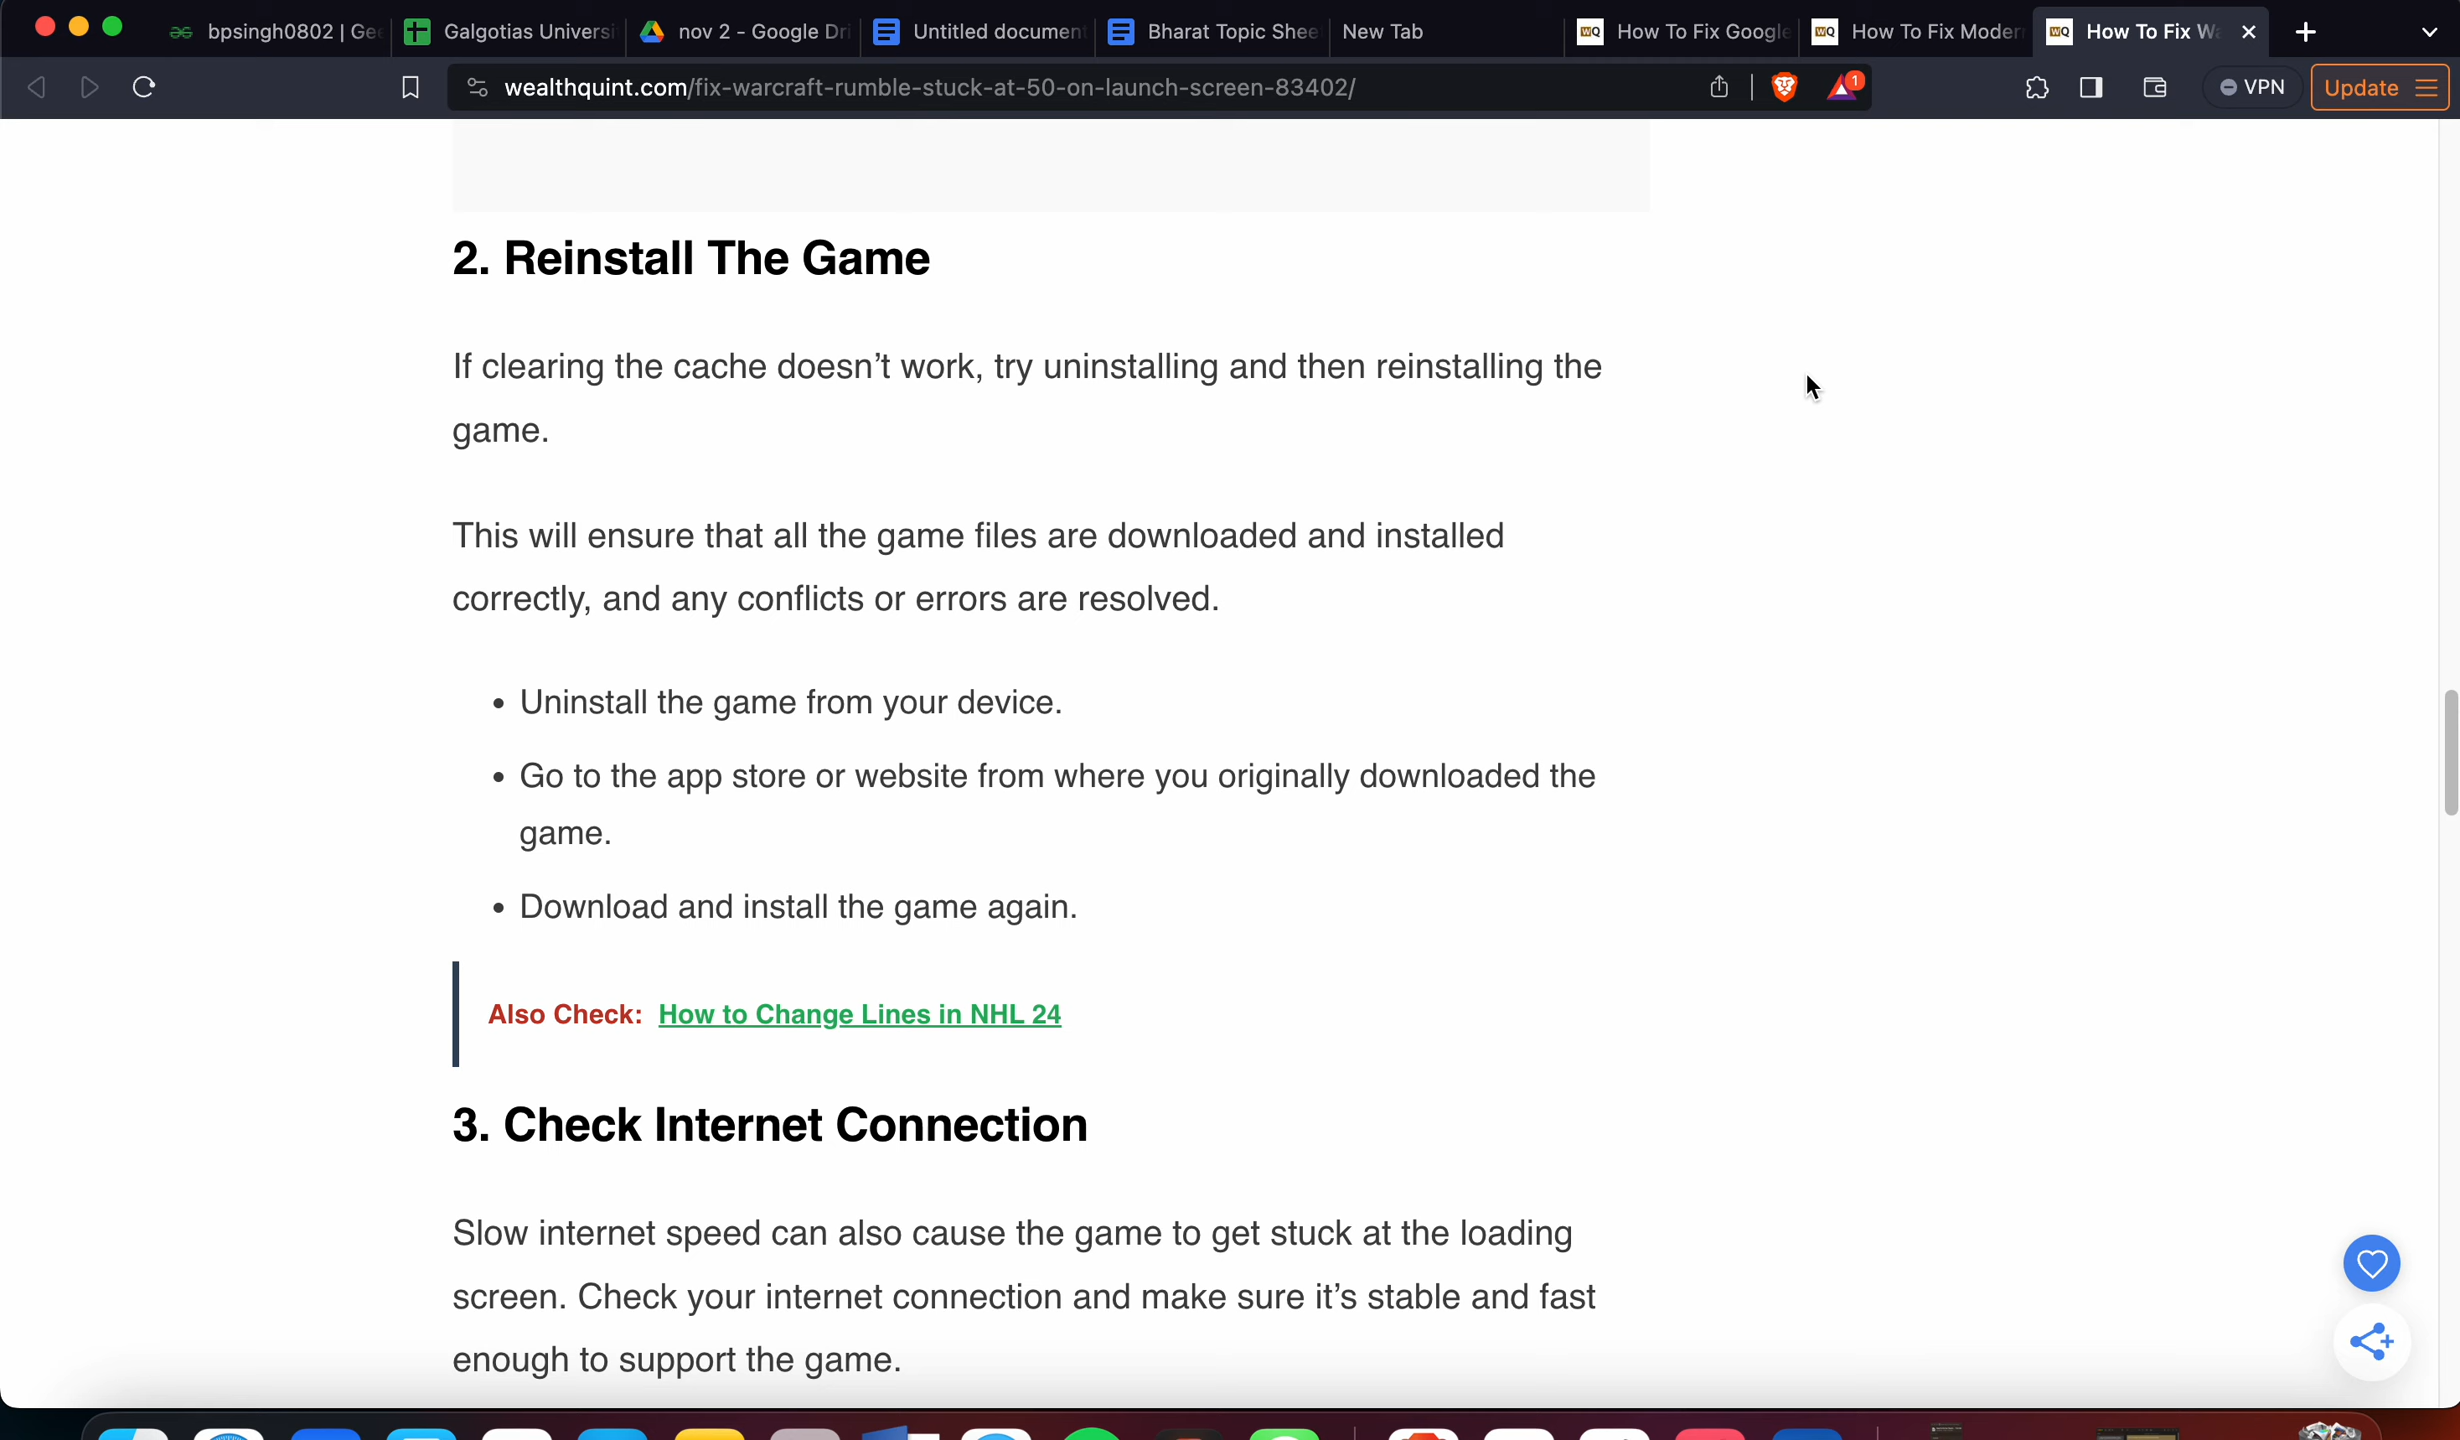 bpsingh0802 | Gee
Galgotias Universi
nov 2 - Google Dri
Untitled document
Bharat Topic Shee
New Tab
How To Fix Google
How To Fix Moder
How To Fix Wa
wealthquint.com/fix-warcraft-rumble-stuck-at-50-on-launch-screen-83402/
1
VPN
Update
2. Reinstall The Game
If clearing the cache doesn’t work, try uninstalling and then reinstalling the
game.
This will ensure that all the game files are downloaded and installed
correctly, and any conflicts or errors are resolved.
• Uninstall the game from your device.
• Go to the app store or website from where you originally downloaded the
game.
• Download and install the game again.
Also Check: How to Change Lines in NHL 24
3. Check Internet Connection
Slow internet speed can also cause the game to get stuck at the loading
screen. Check your internet connection and make sure it’s stable and fast
enough to support the game.